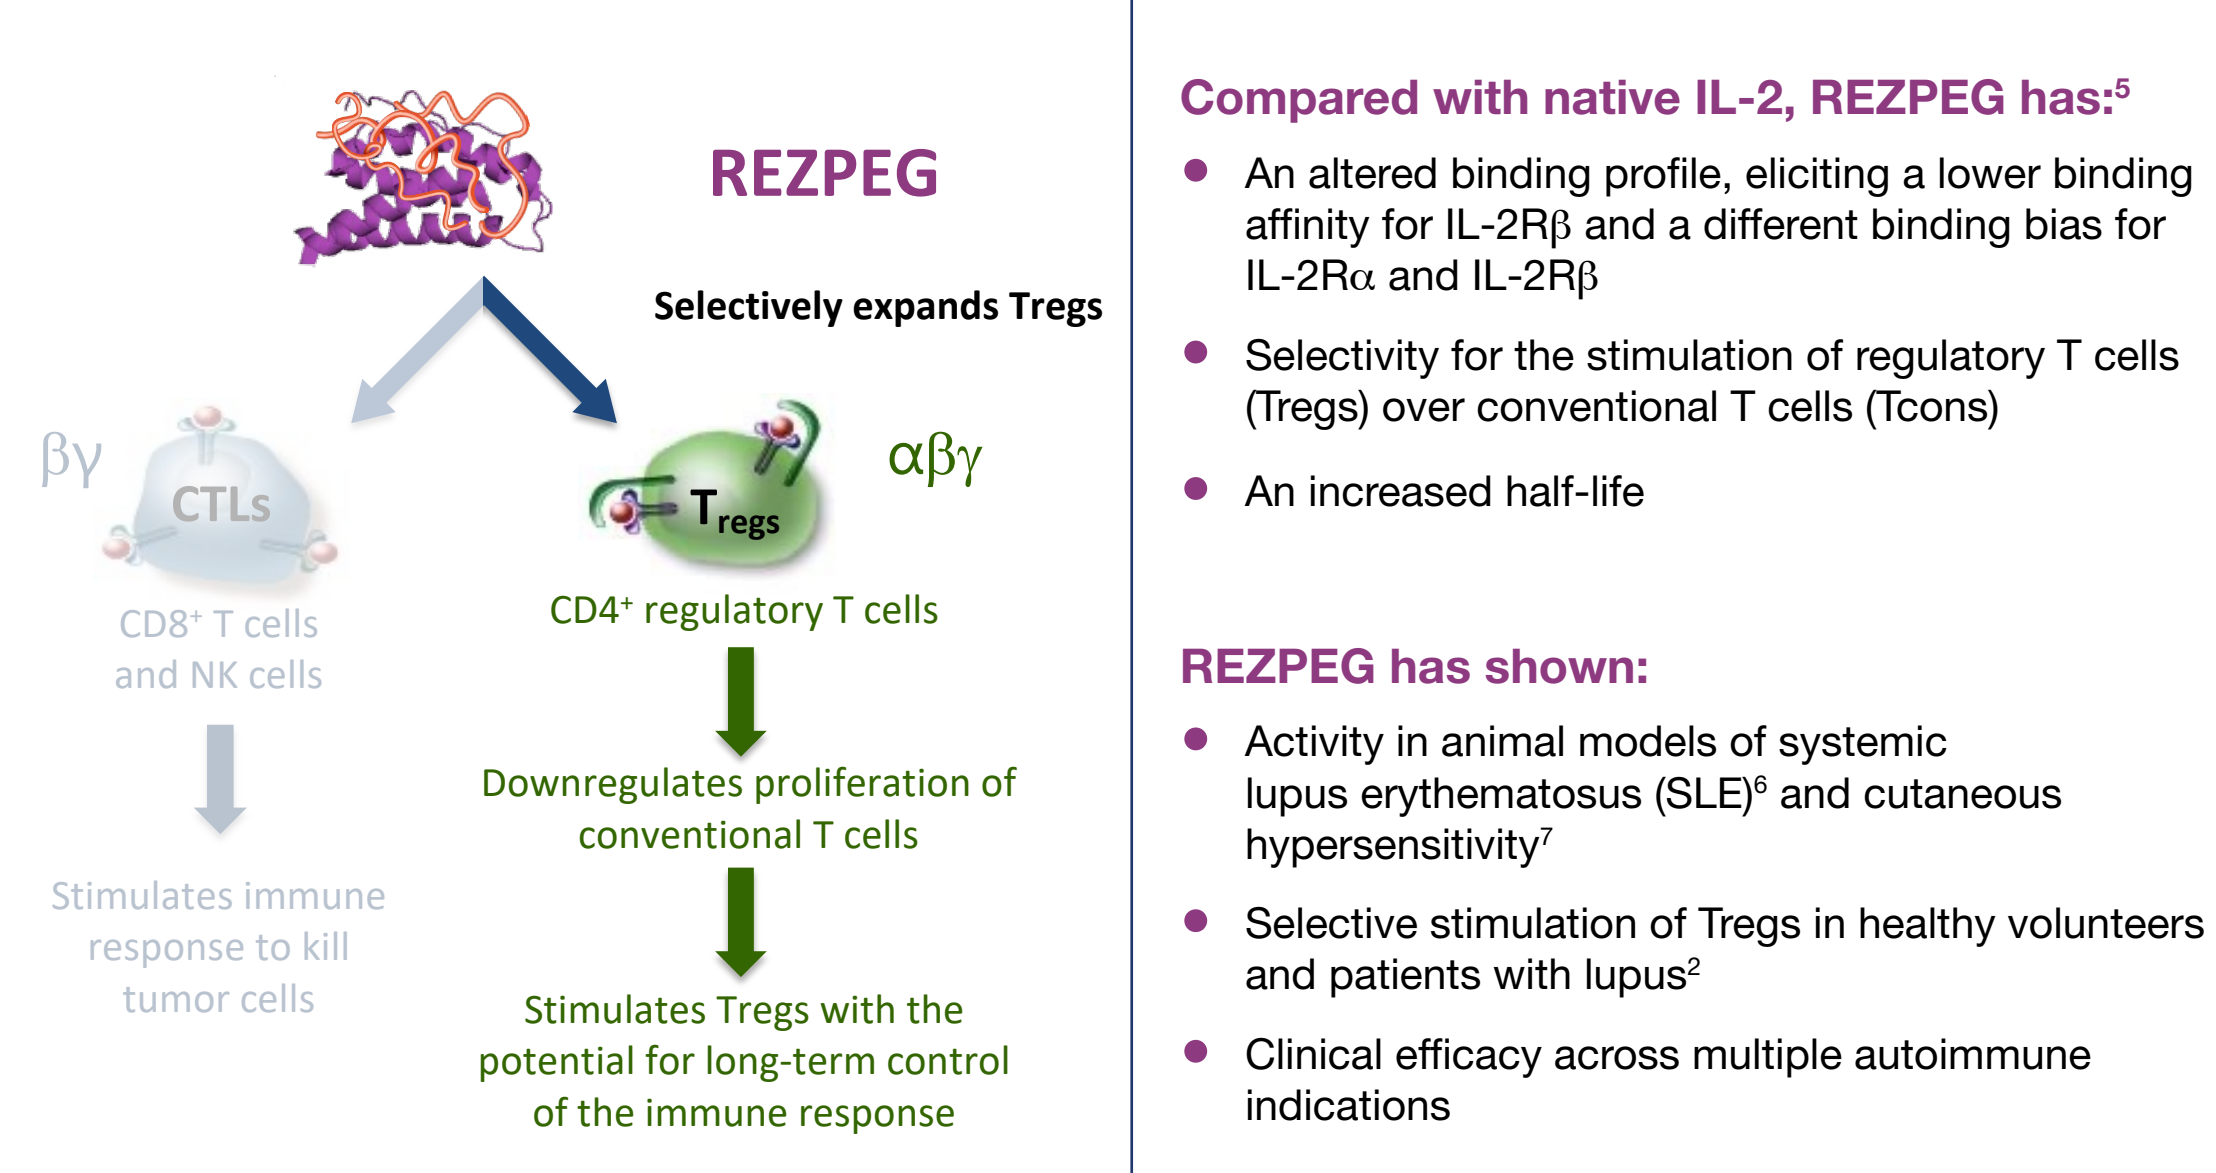 REZPEG
Selectively expands Tregs
βγ
CTLs
CD8⁺ T cells
and NK cells
Stimulates immune
response to kill
tumor cells
αβγ
Tregs
CD4⁺ regulatory T cells
Downregulates proliferation of
conventional T cells
Stimulates Tregs with the
potential for long-term control
of the immune response
Compared with native IL-2, REZPEG has:⁵
● An altered binding profile, eliciting a lower binding
affinity for IL-2Rβ and a different binding bias for
IL-2Rα and IL-2Rβ
● Selectivity for the stimulation of regulatory T cells
(Tregs) over conventional T cells (Tcons)
● An increased half-life
REZPEG has shown:
● Activity in animal models of systemic
lupus erythematosus (SLE)⁶ and cutaneous
hypersensitivity⁷
● Selective stimulation of Tregs in healthy volunteers
and patients with lupus²
● Clinical efficacy across multiple autoimmune
indications